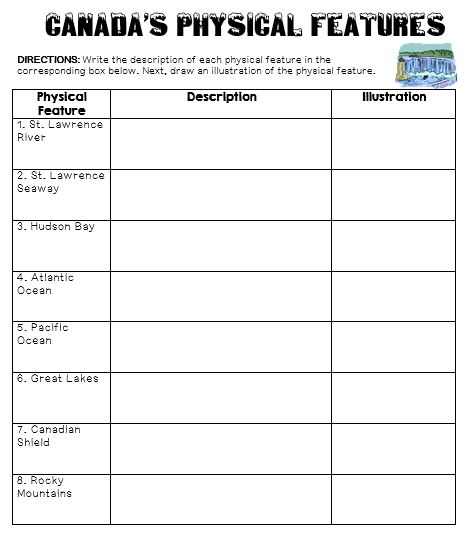 CANADA'S PHYSICAL FEATURES
DIRECTIONS: Write the description of each physical feature in the
corresponding box below. Next, draw an illustration of the physical feature.
Physical
Feature
Description
Illustration
1. St. Lawrence
River
2. St. Lawrence
Seaway
3. Hudson Bay
4. Atlantic
Ocean
5. Pacific
Ocean
6. Great Lakes
7. Canadian
Shield
8. Rocky
Mountains